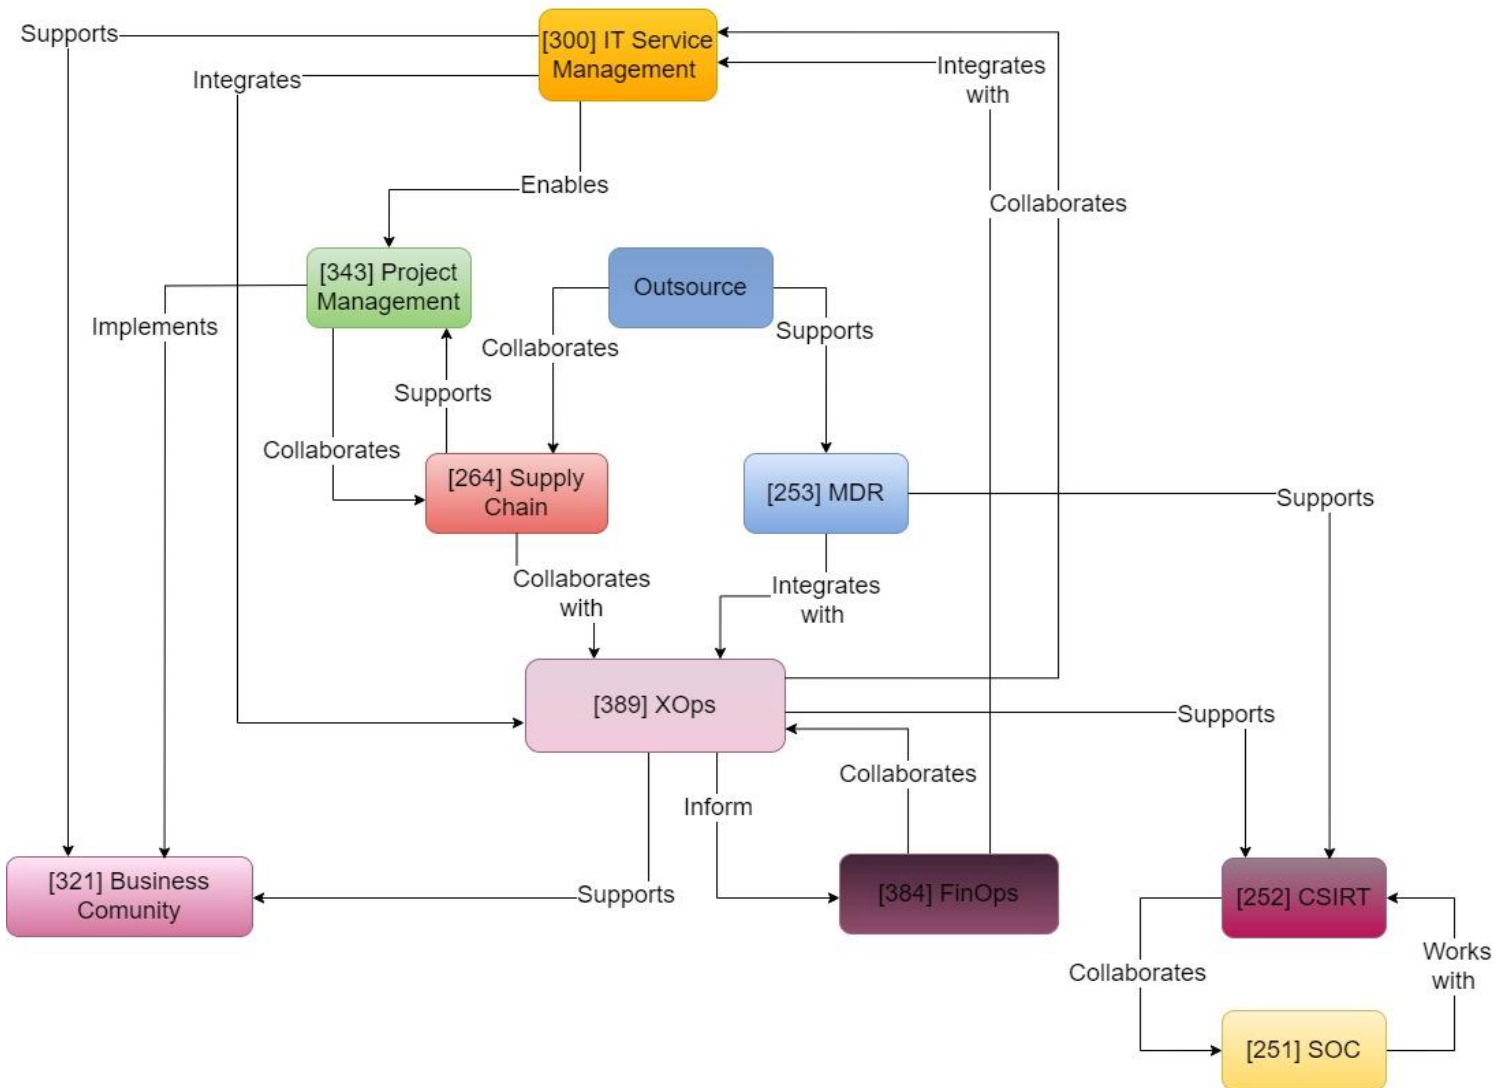 Supports
[300] IT Service
Management
Integrates
Integrates
with
Enables
Collaborates
[343] Project
Management
Outsource
Implements
Supports
Collaborates
Supports
Collaborates
[264] Supply
Chain
[253] MDR
Supports
Collaborates
with
Integrates
with
[389] XOps
Supports
Collaborates
Inform
[321] Business
Comunity
Supports
[384] FinOps
[252] CSIRT
Works
with
Collaborates
[251] SOC